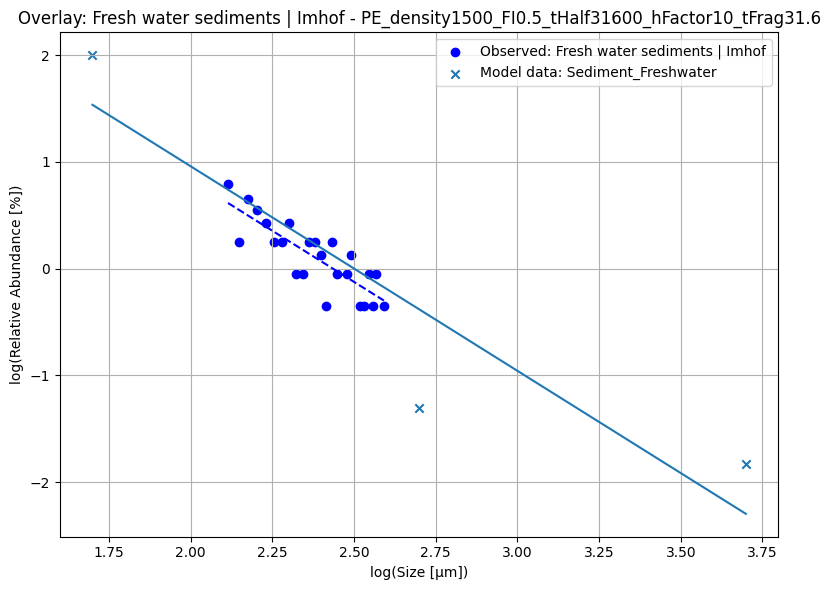 Overlay: Fresh water sediments | Imhof - PE_density1500_FI0.5_tHalf31600_hFactor10_tFrag31.6
Observed: Fresh water sediments | Imhof
Model data: Sediment_Freshwater
log(Relative Abundance [%])
2
1
0
−1
−2
1.75
2.00
2.25
2.50
2.75
3.00
3.25
3.50
3.75
log(Size [µm])